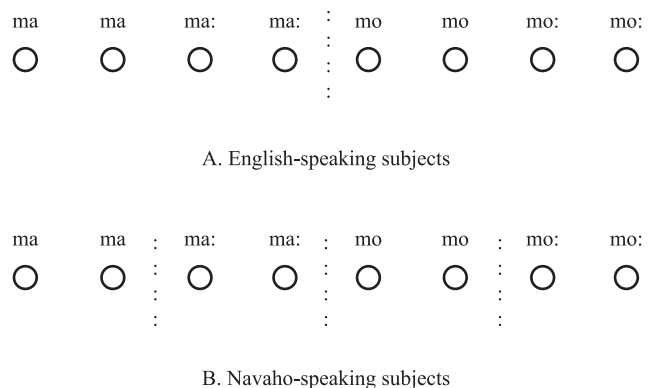 ma ma ma: ma: mo mo mo: mo:
A. English-speaking subjects
ma ma ma: ma: mo mo mo: mo:
B. Navaho-speaking subjects